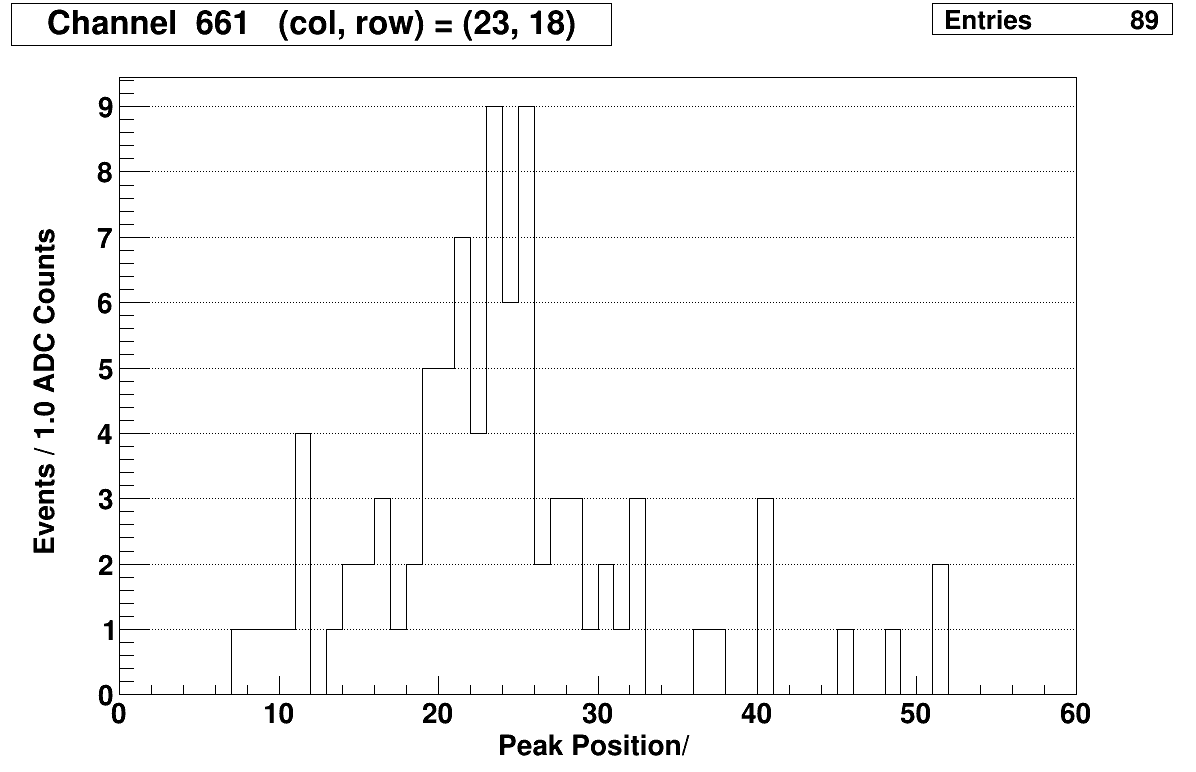 Channel 661 (col, row) = (23, 18)
Entries 89
Events / 1.0 ADC Counts
9
8
7
6
5
4
3
2
1
0
0 10 20 30 40 50 60
Peak Position/